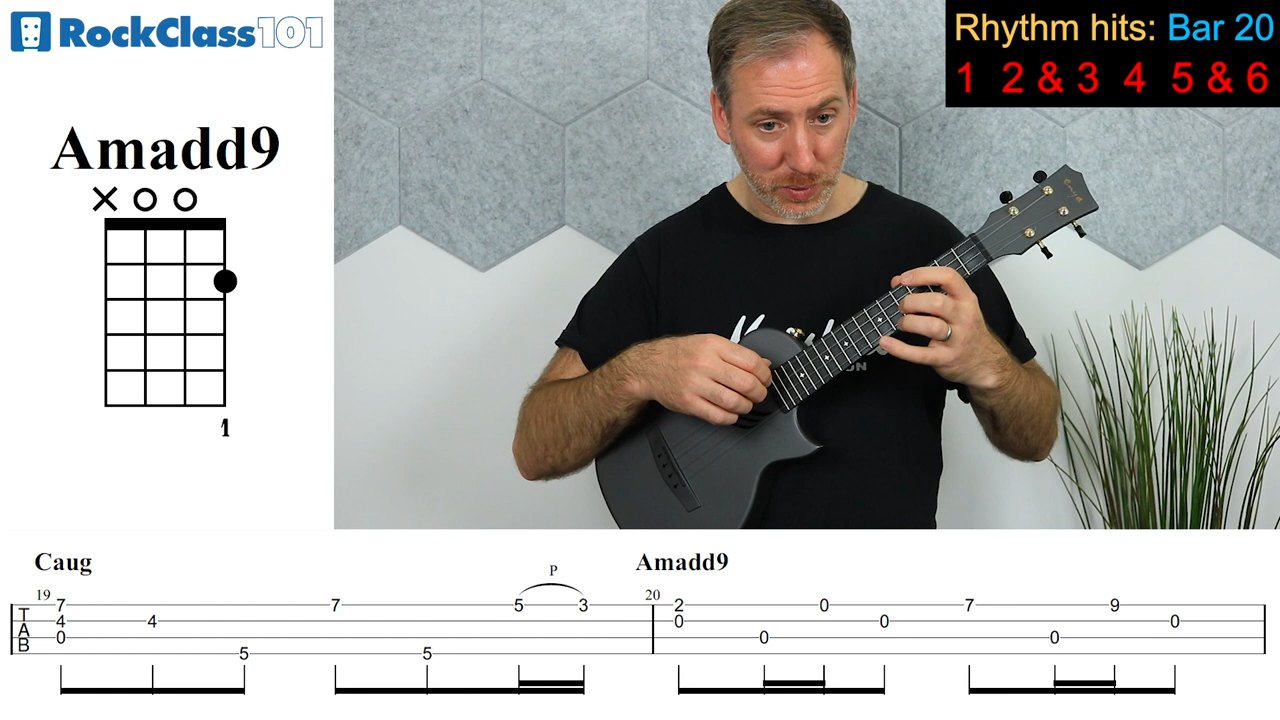 RockClass101
Rhythm hits: Bar 20
1 2 & 3 4 5 & 6
Amadd9
1
Caug
Amadd9
P
19
20
7 7 5 3 2 0 7 9
T
4 4 0 0 0
A
0 0 0
B
5 5